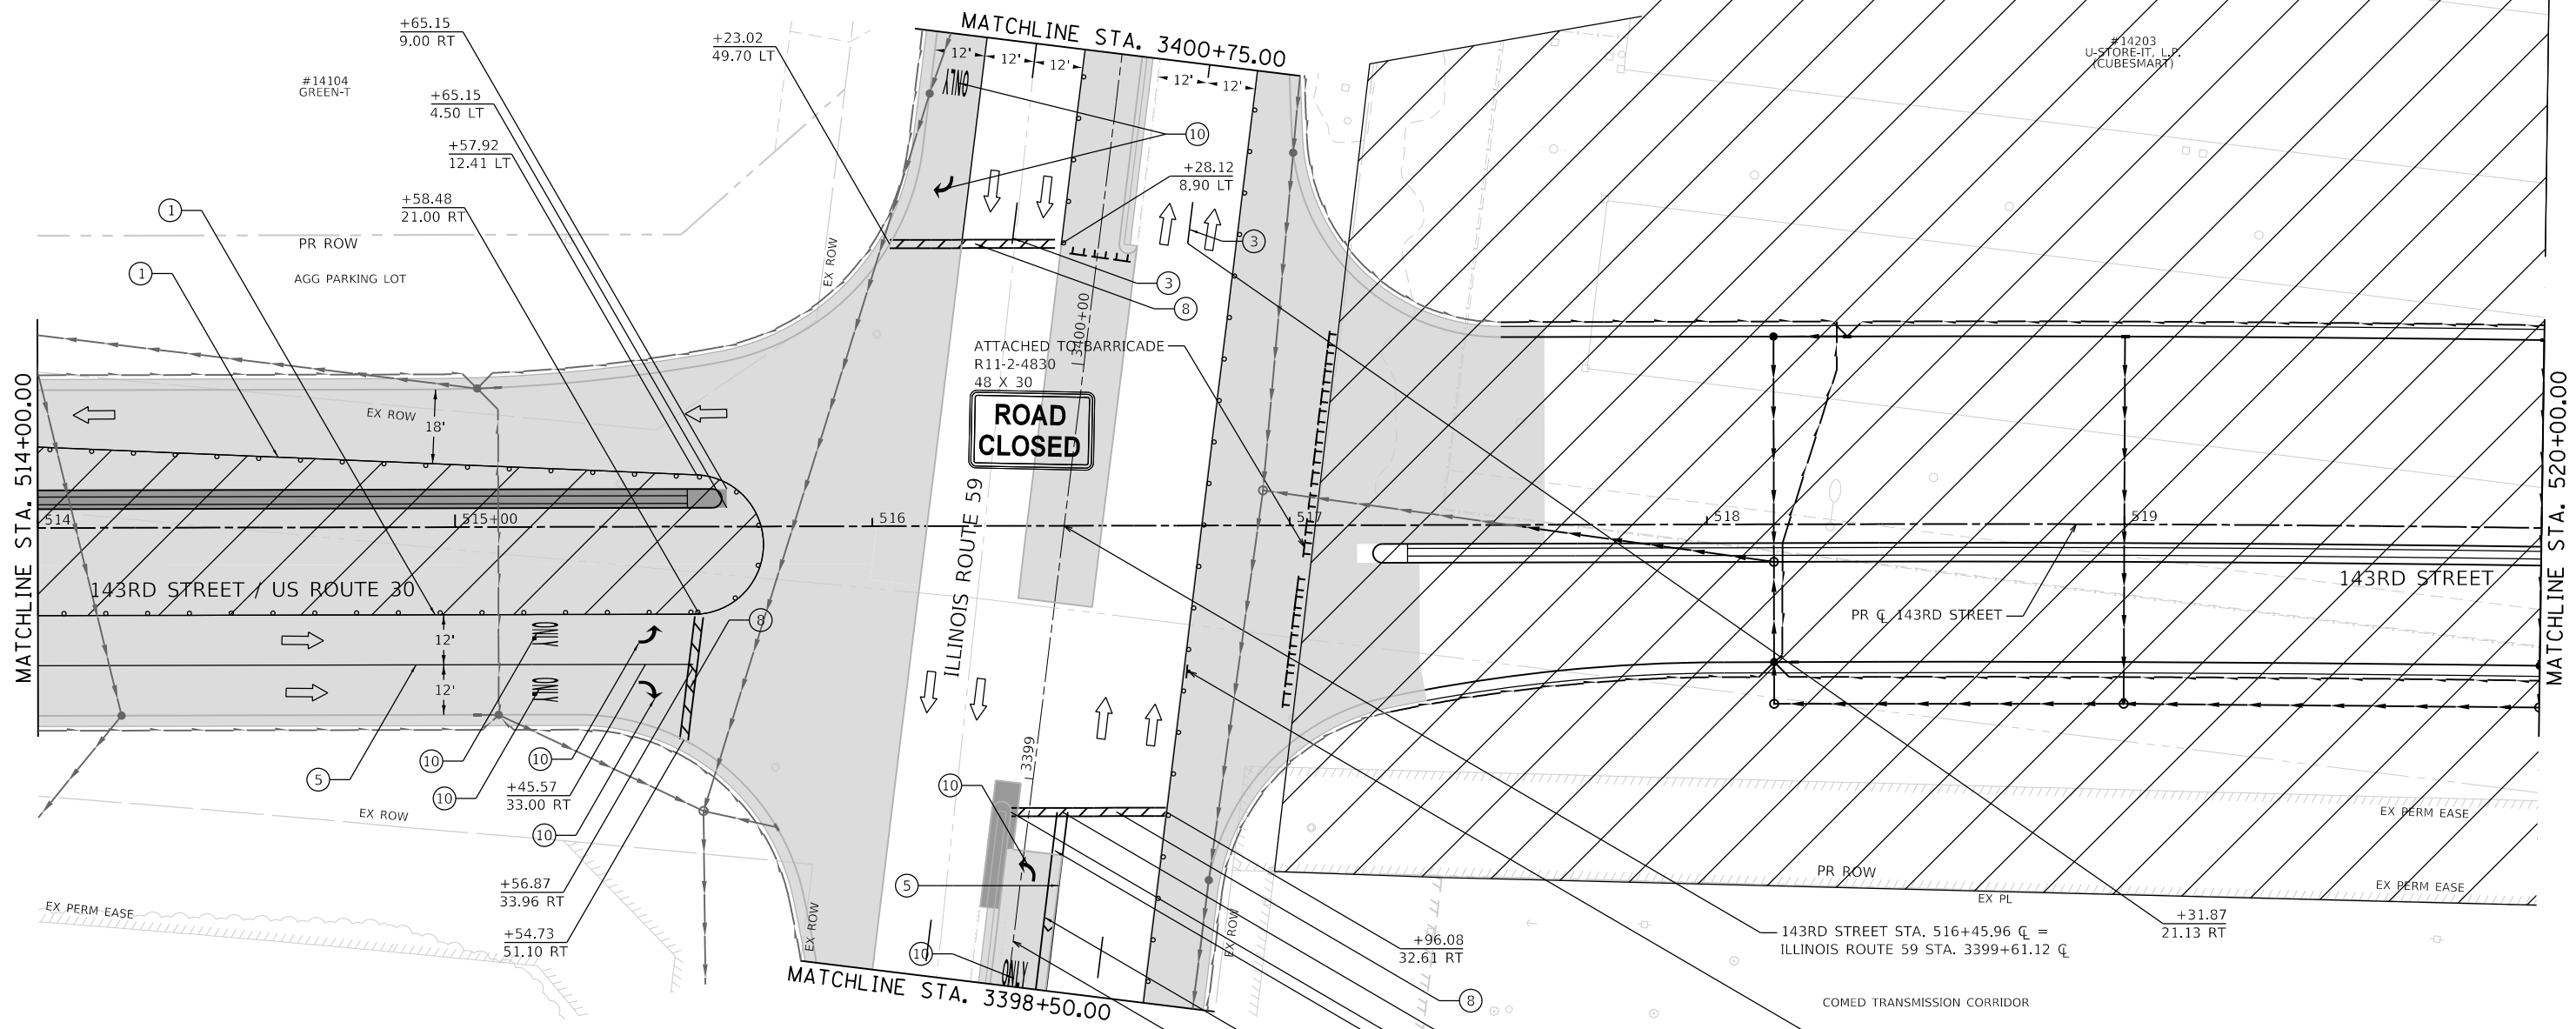 MATCHLINE STA. 3400+75.00
+65.15
9.00 RT
+23.02
49.70 LT
12'
12'
12'
12'
12'
#14203
U-STORE-IT, L.P.
(CUBESMART)
#14104
GREEN-T
ONLY
+65.15
4.50 LT
10
+57.92
12.41 LT
+28.12
8.90 LT
+58.48
21.00 RT
1
PR ROW
EX ROW
3
1
AGG PARKING LOT
3
8
3400+00
ATTACHED TO BARRICADE
R11-2-4830
48 X 30
ROAD
CLOSED
EX ROW
18'
MATCHLINE STA. 514+00.00
MATCHLINE STA. 520+00.00
514
515+00
516
517
518
519
ILLINOIS ROUTE 59
143RD STREET / US ROUTE 30
143RD STREET
PR ℄ 143RD STREET
8
12'
ONLY
12'
ONLY
3399
5
10
10
10
10
+45.57
33.00 RT
10
EX ROW
EX PERM EASE
+56.87
33.96 RT
5
PR ROW
EX PERM EASE
EX PL
EX PERM EASE
EX ROW
EX ROW
+54.73
51.10 RT
10
ONLY
+96.08
32.61 RT
+31.87
21.13 RT
143RD STREET STA. 516+45.96 ℄ =
ILLINOIS ROUTE 59 STA. 3399+61.12 ℄
MATCHLINE STA. 3398+50.00
8
COMED TRANSMISSION CORRIDOR